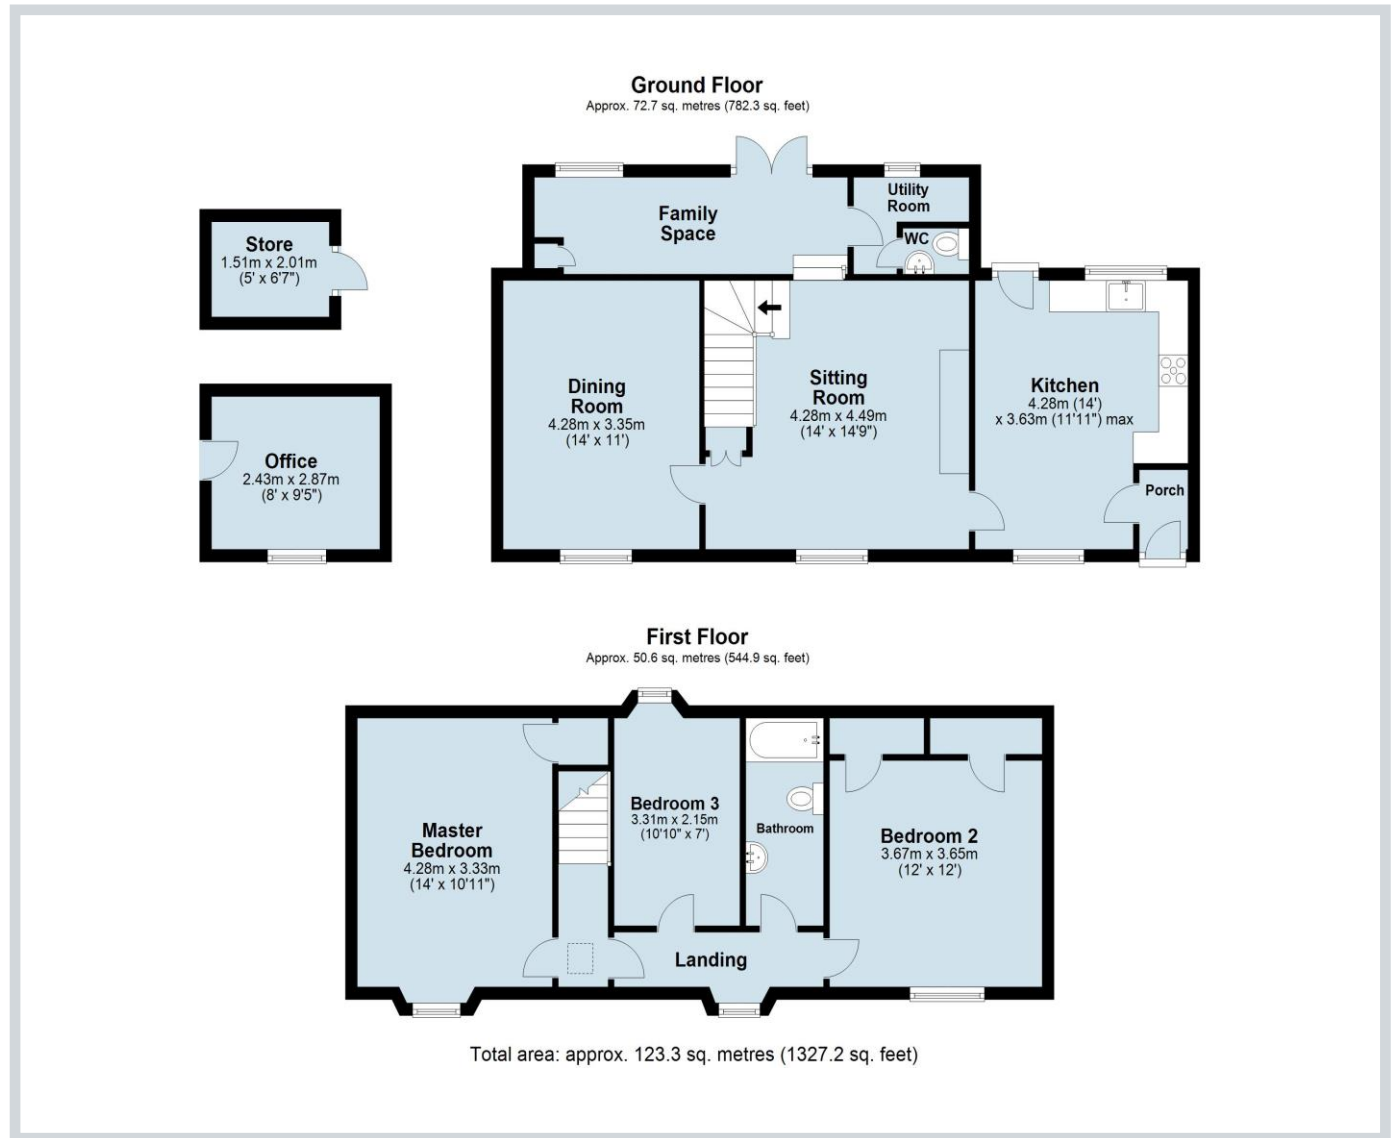 Ground Floor
Approx. 72.7 sq. metres (782.3 sq. feet)
Store
1.51m x 2.01m
(5' x 6'7")
Office
2.43m x 2.87m
(8' x 9'5")
Family
Space
Utility
Room
WC
Dining
Room
4.28m x 3.35m
(14' x 11')
Sitting
Room
4.28m x 4.49m
(14' x 14'9")
Kitchen
4.28m (14')
x 3.63m (11'11") max
Porch
First Floor
Approx. 50.6 sq. metres (544.9 sq. feet)
Master
Bedroom
4.28m x 3.33m
(14' x 10'11")
Bedroom 3
3.31m x 2.15m
(10'10" x 7')
Bathroom
Bedroom 2
3.67m x 3.65m
(12' x 12')
Landing
Total area: approx. 123.3 sq. metres (1327.2 sq. feet)